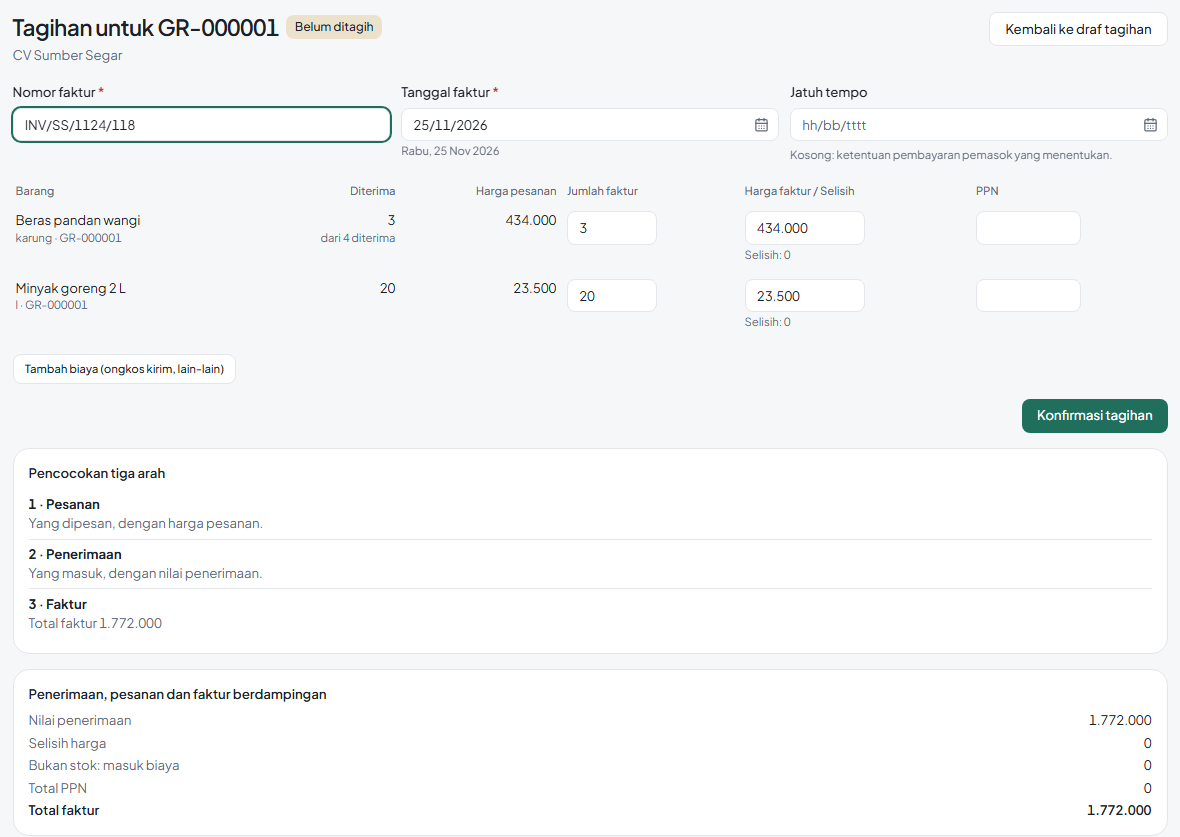 Tagihan untuk GR-000001 Belum ditagih
Kembali ke draf tagihan
CV Sumber Segar
Nomor faktur * Tanggal faktur * Jatuh tempo
INV/SS/1124/118 25/11/2026 hh/bb/tttt
Rabu, 25 Nov 2026 Kosong: ketentuan pembayaran pemasok yang menentukan.
Barang Diterima Harga pesanan Jumlah faktur Harga faktur / Selisih PPN
Beras pandan wangi 3 434.000 3 434.000
karung · GR-000001 dari 4 diterima
Selisih: 0
Minyak goreng 2 L 20 23.500 20 23.500
l · GR-000001
Selisih: 0
Tambah biaya (ongkos kirim, lain-lain)
Konfirmasi tagihan
Pencocokan tiga arah
1 · Pesanan
Yang dipesan, dengan harga pesanan.
2 · Penerimaan
Yang masuk, dengan nilai penerimaan.
3 · Faktur
Total faktur 1.772.000
Penerimaan, pesanan dan faktur berdampingan
Nilai penerimaan 1.772.000
Selisih harga 0
Bukan stok: masuk biaya 0
Total PPN 0
Total faktur 1.772.000